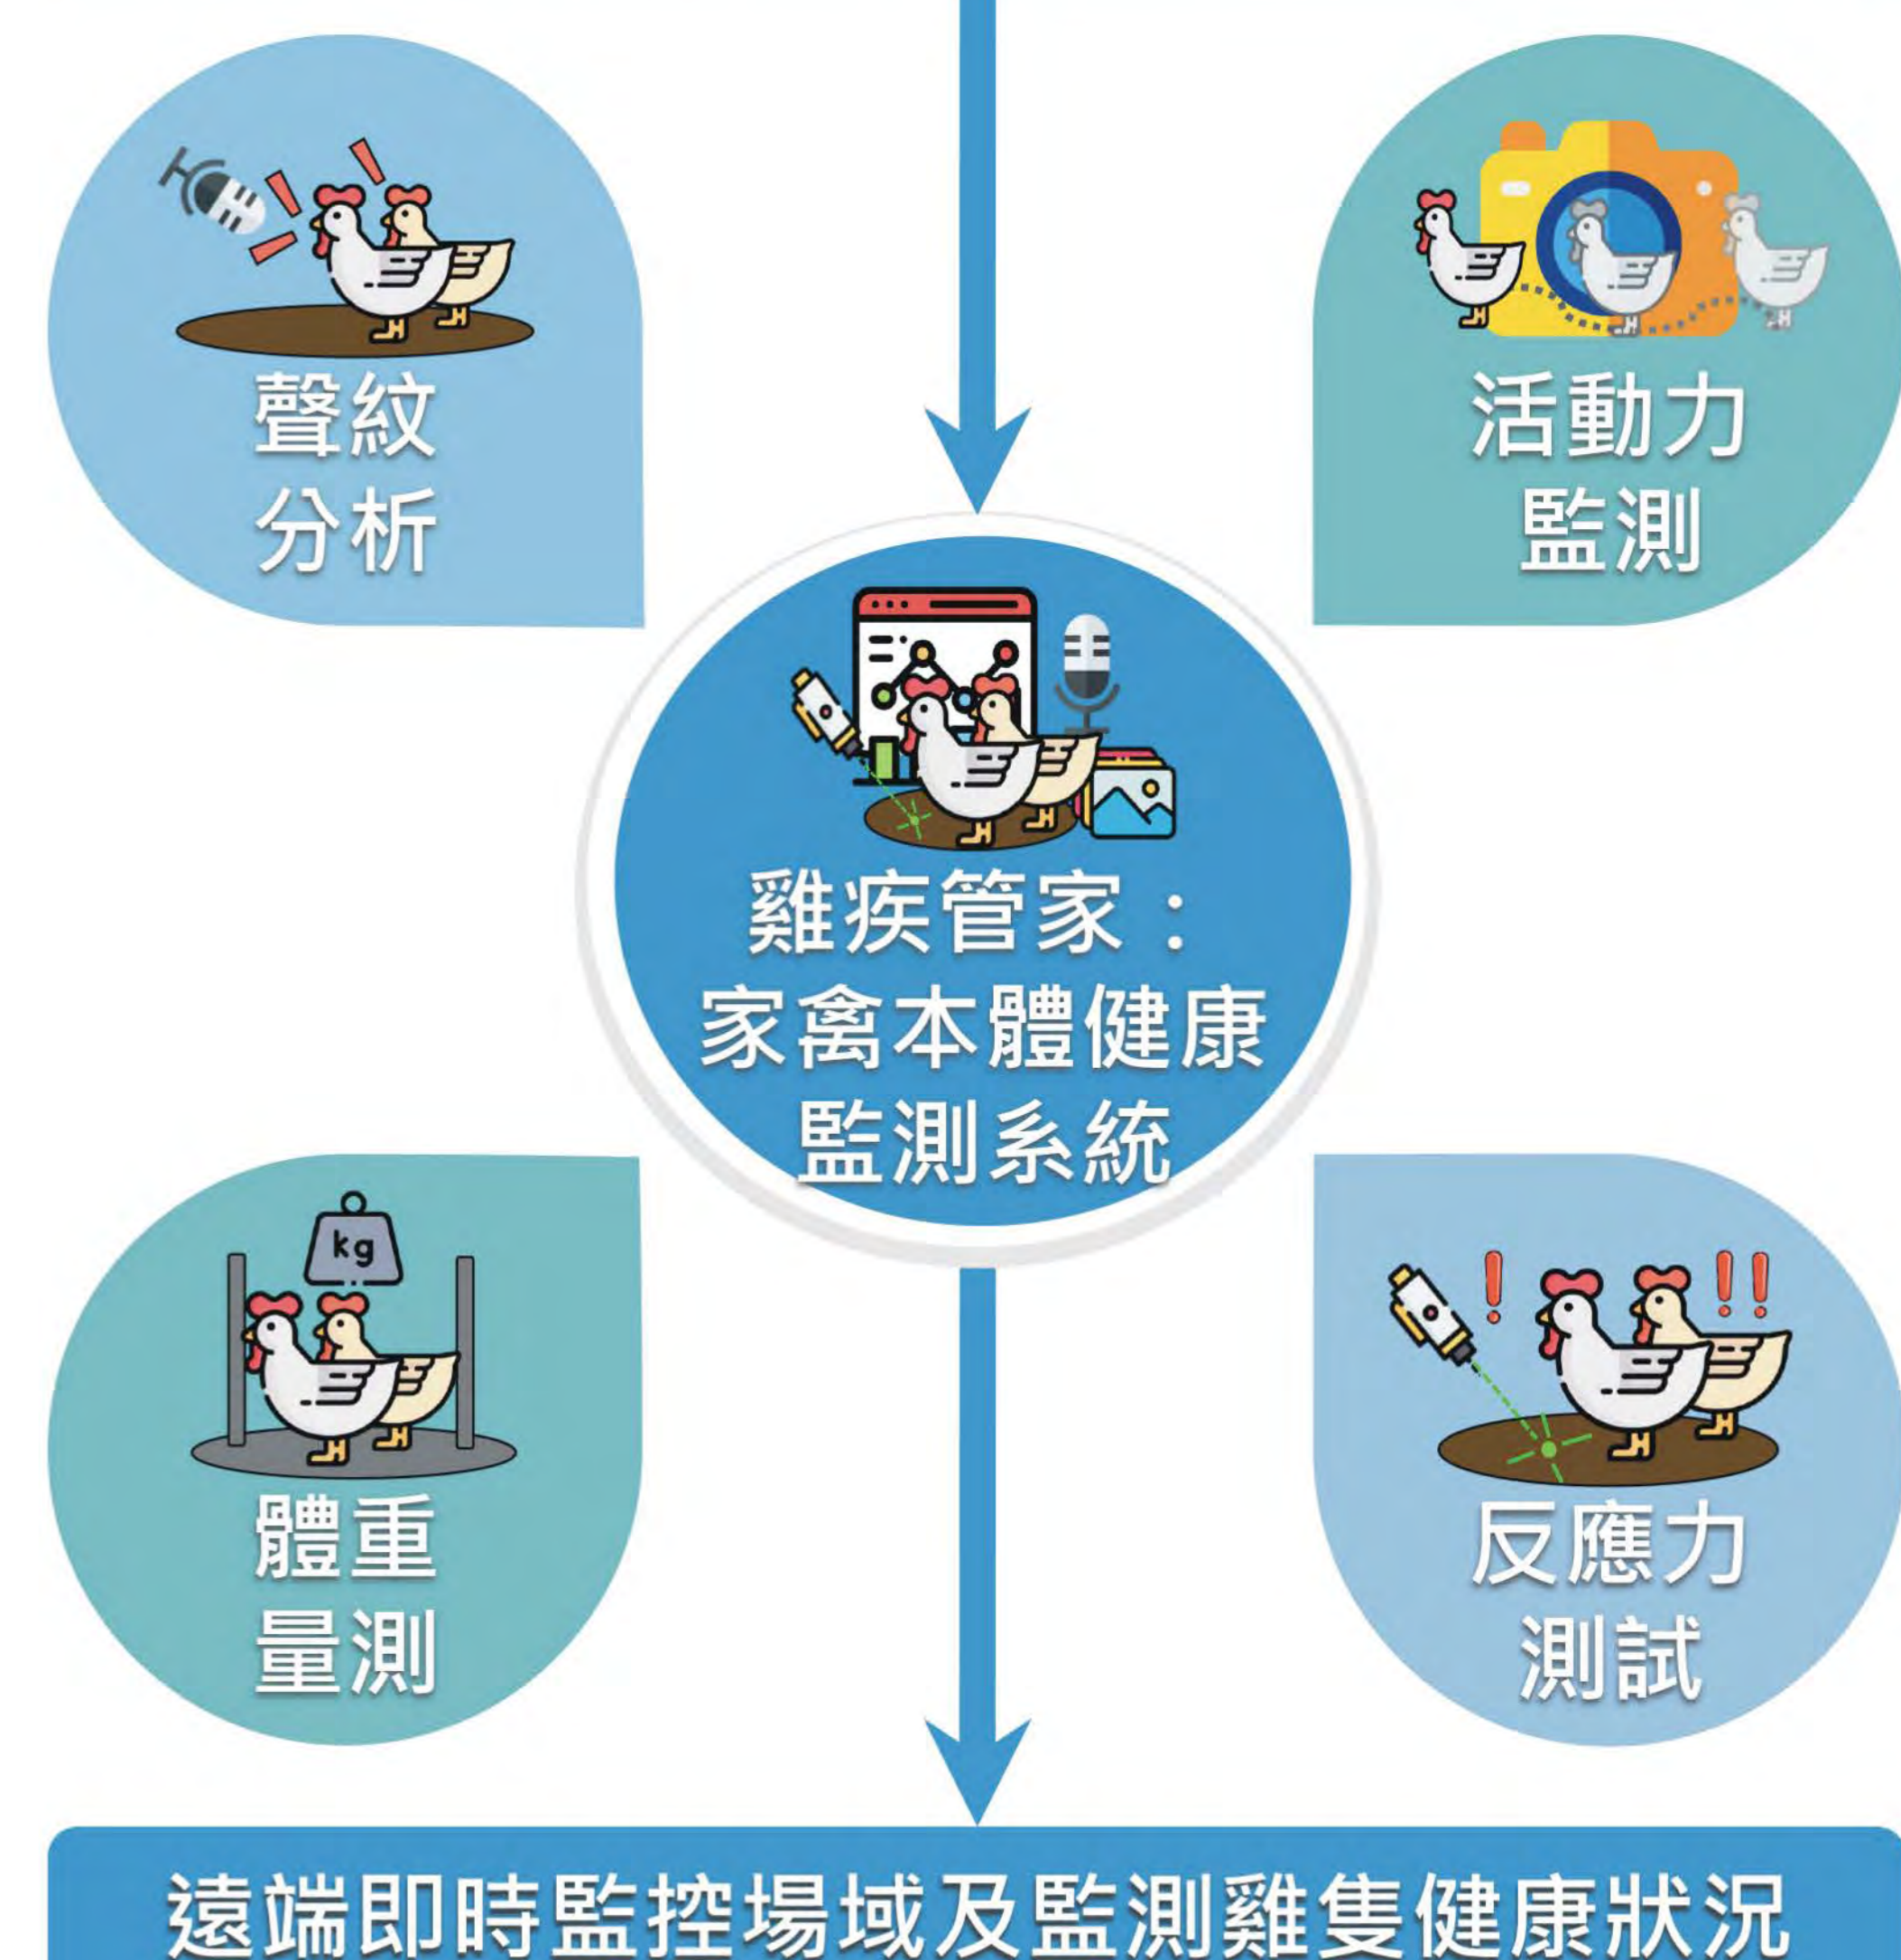 聲紋
分析
活動力
監測
雞疾管家：
家禽本體健康
監測系統
kg
體重
量測
反應力
測試
遠端即時監控場域及監測雞隻健康狀況